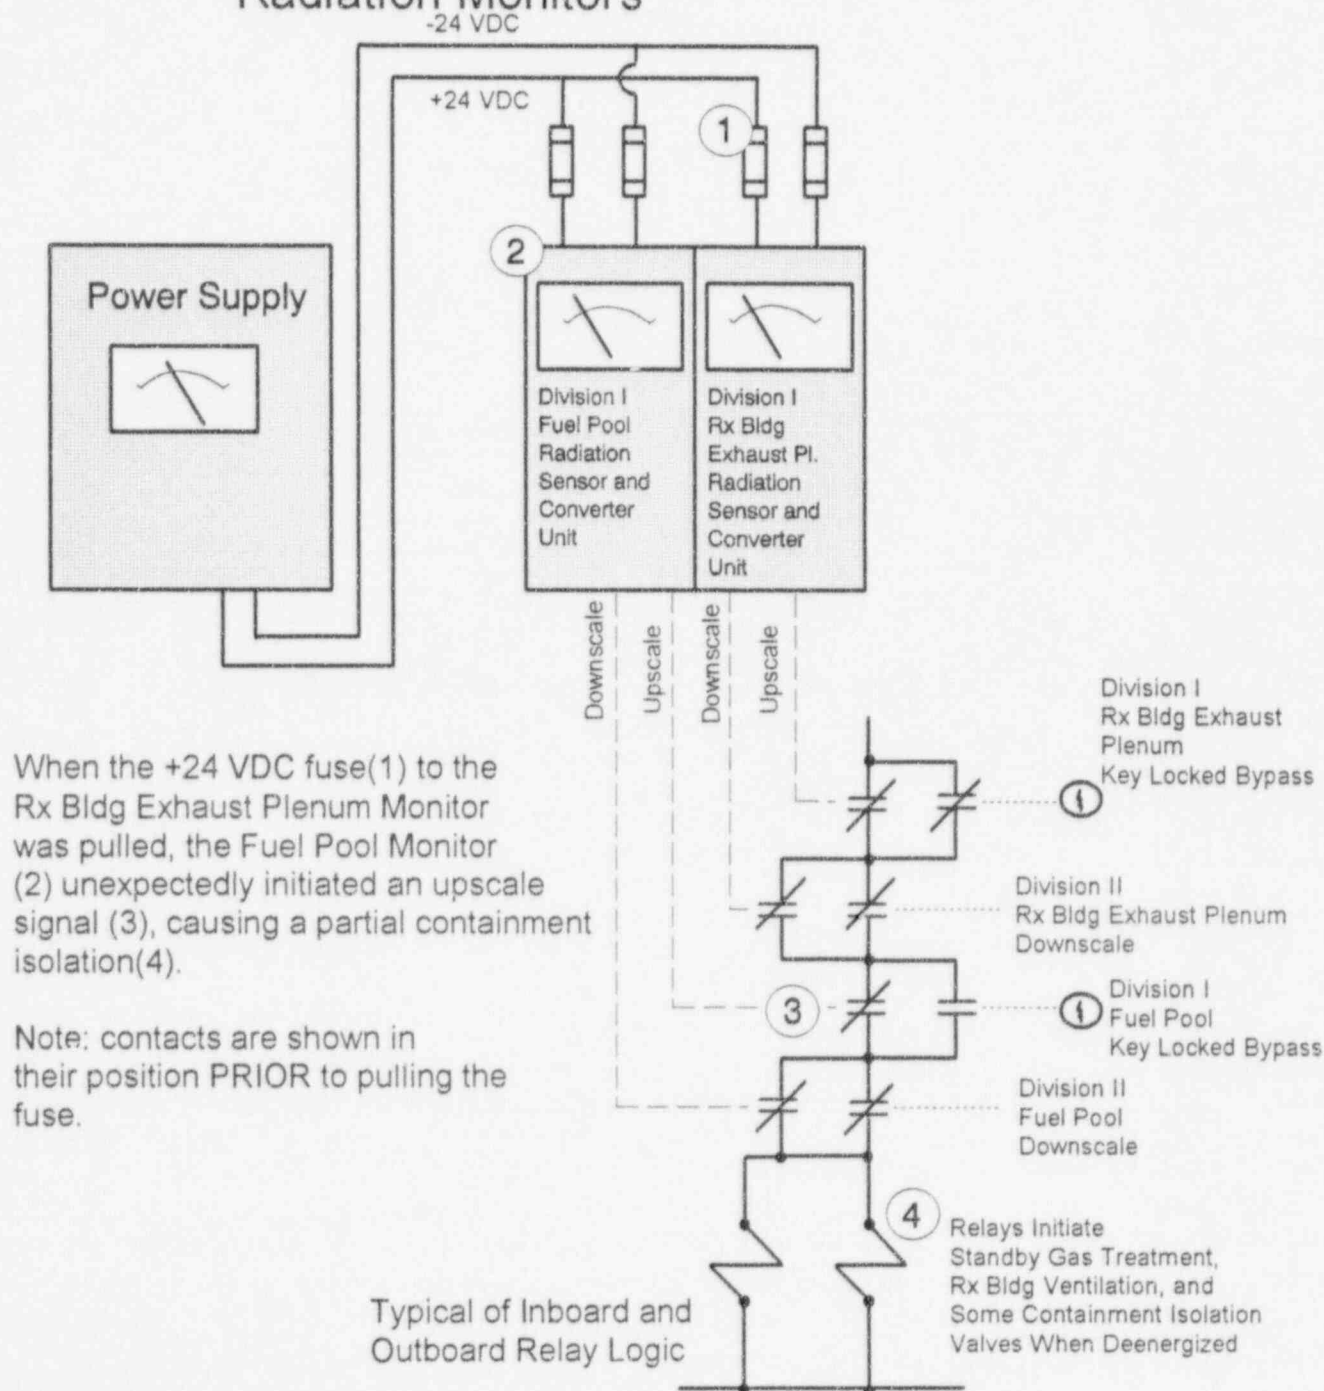 Radiation Monitors
-24 VDC
+24 VDC
1
2
Power Supply
Division I
Fuel Pool
Radiation
Sensor and
Converter
Unit
Division I
Rx Bldg
Exhaust Pl.
Radiation
Sensor and
Converter
Unit
Downscale
Upscale
Downscale
Upscale
Division I
Rx Bldg Exhaust
Plenum
Key Locked Bypass
When the +24 VDC fuse(1) to the
Rx Bldg Exhaust Plenum Monitor
was pulled, the Fuel Pool Monitor
(2) unexpectedly initiated an upscale
signal (3), causing a partial containment
isolation(4).
Division II
Rx Bldg Exhaust Plenum
Downscale
3
Division I
Fuel Pool
Key Locked Bypass
Note: contacts are shown in
their position PRIOR to pulling the
fuse.
Division II
Fuel Pool
Downscale
4
Relays Initiate
Standby Gas Treatment,
Rx Bldg Ventilation, and
Some Containment Isolation
Valves When Deenergized
Typical of Inboard and
Outboard Relay Logic